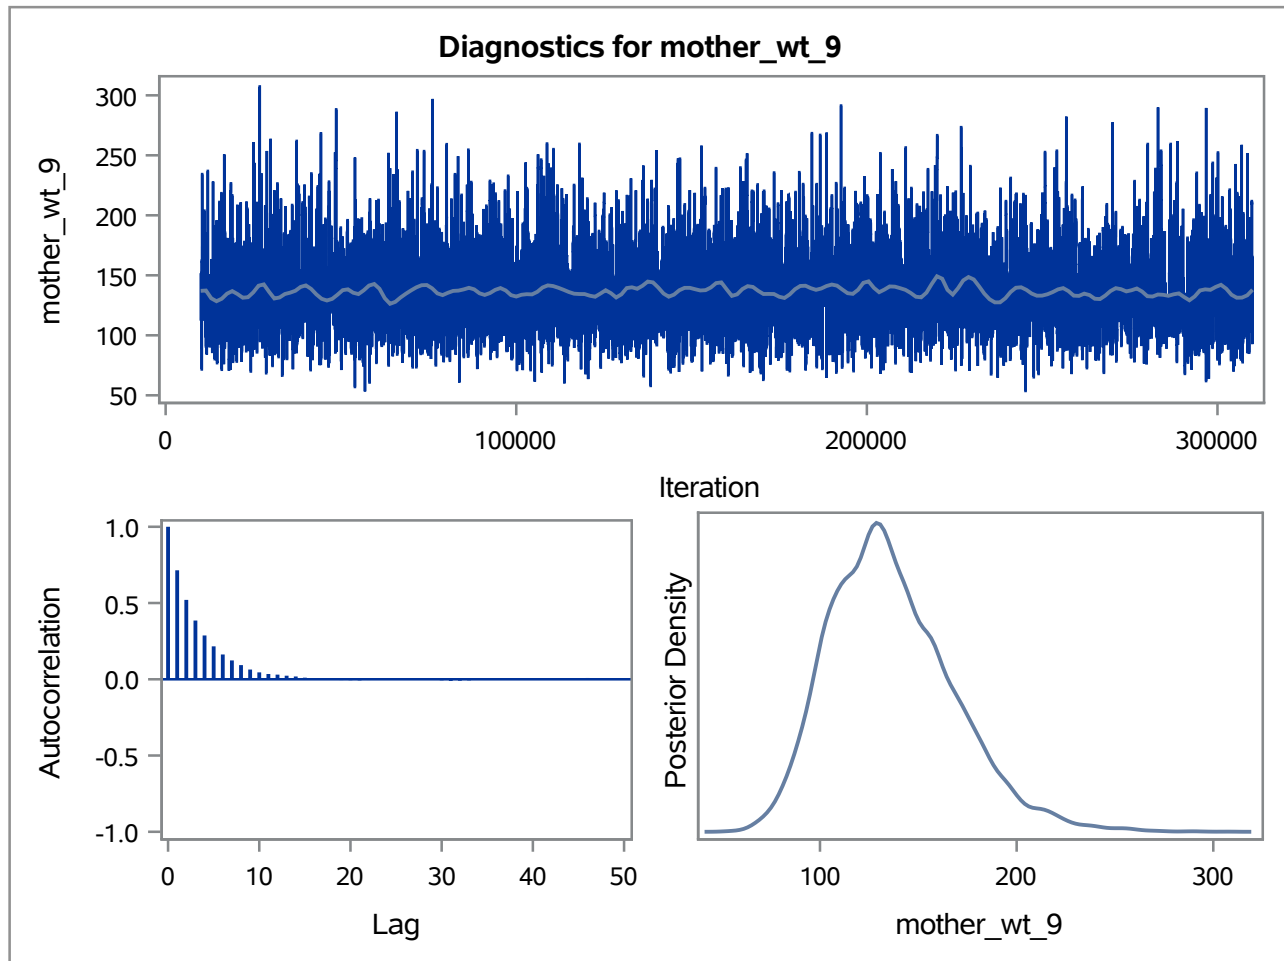 Diagnostics for mother_wt_9
mother_wt_9
300
250
200
150
100
50
0 100000 200000 300000
Iteration
Autocorrelation
1.0
0.5
0.0
-0.5
-1.0
0 10 20 30 40 50
Lag
Posterior Density
100 200 300
mother_wt_9